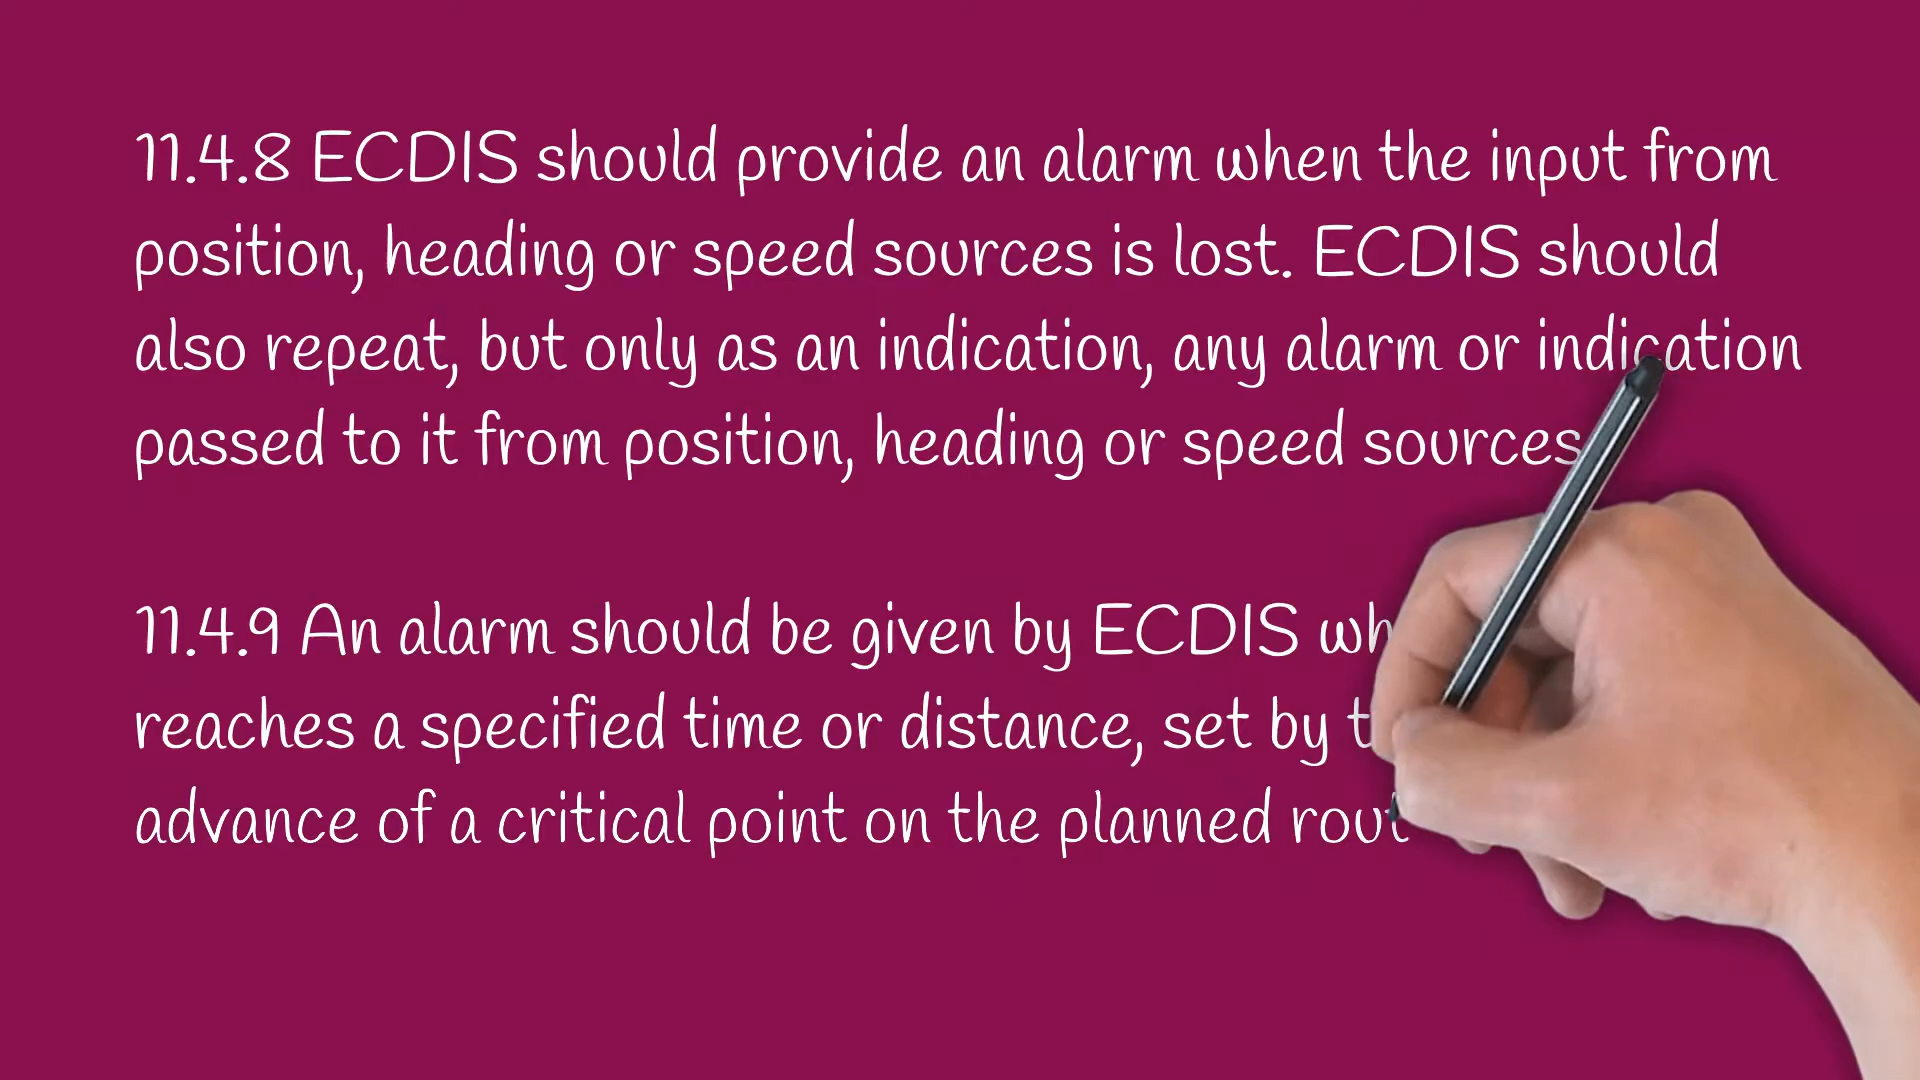 11.4.8 ECDIS should provide an alarm when the input from
position, heading or speed sources is lost. ECDIS should
also repeat, but only as an indication, any alarm or indication
passed to it from position, heading or speed sources
11.4.9 An alarm should be given by ECDIS
reaches a specified time or distance, set by
advance of a critical point on the planned rout